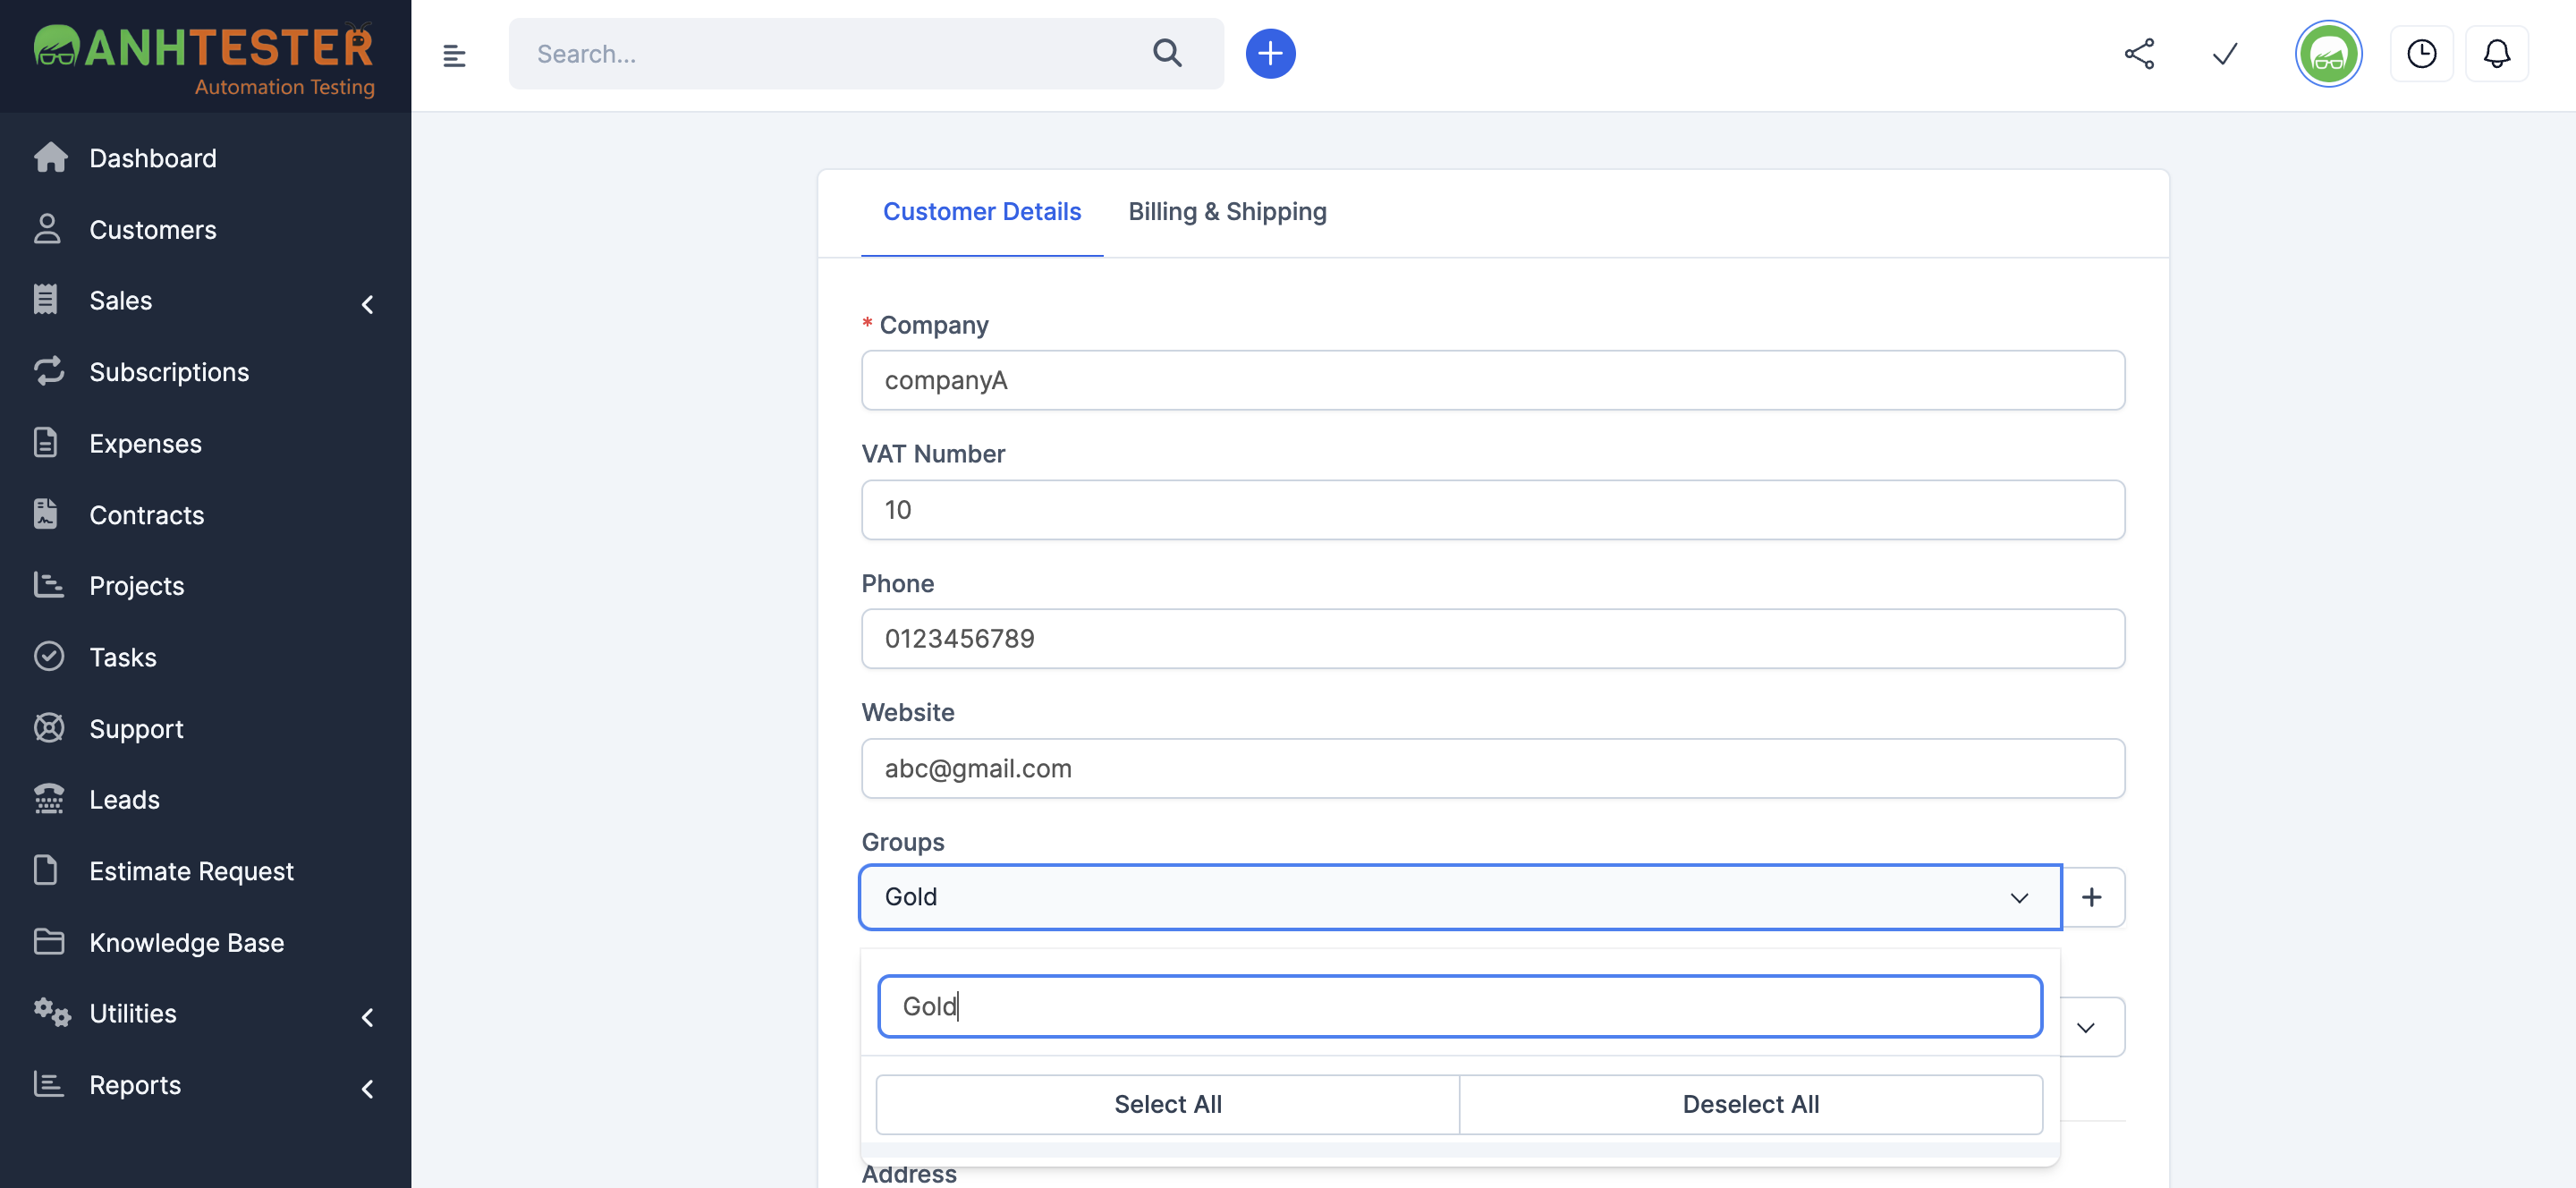 ANHTESTER
Automation Testing
Search...
Dashboard
Customers
Sales
Subscriptions
Expenses
Contracts
Projects
Tasks
Support
Leads
Estimate Request
Knowledge Base
Utilities
Reports
Customer Details
Billing & Shipping
* Company
companyA
VAT Number
10
Phone
0123456789
Website
abc@gmail.com
Groups
Gold
Gold
Select All
Deselect All
Address